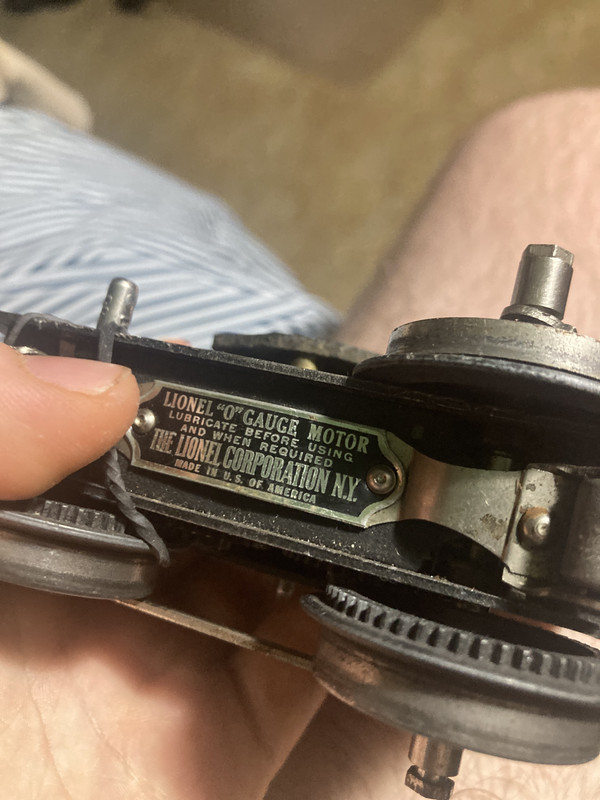 LIONEL "O" GAUGE MOTOR
LUBRICATE BEFORE USING
AND WHEN REQUIRED
THE LIONEL CORPORATION N.Y.
MADE IN U.S. OF AMERICA